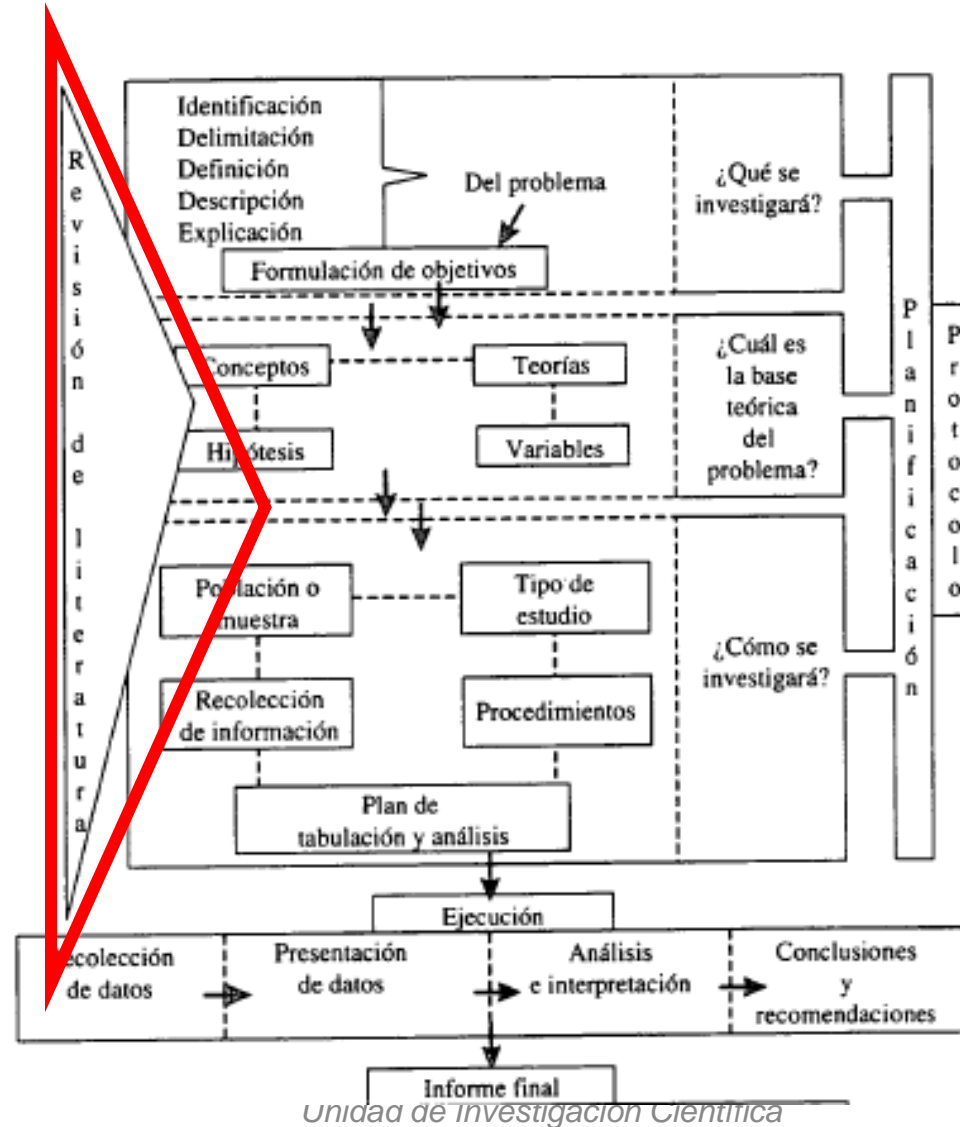 Revisión de literatura
Identificación
Delimitación
Definición
Descripción
Explicación
Del problema
Formulación de objetivos
¿Qué se
investigará?
Conceptos
Teorías
Hipótesis
Variables
¿Cuál es
la base
teórica
del
problema?
Población o
muestra
Tipo de
estudio
Recolección
de información
Procedimientos
Plan de
tabulación y análisis
¿Cómo se
investigará?
Planificación
Protocolo
Ejecución
ecolección
de datos
Presentación
de datos
Análisis
e interpretación
Conclusiones
y
recomendaciones
Informe final
Unidad de Investigación Científica